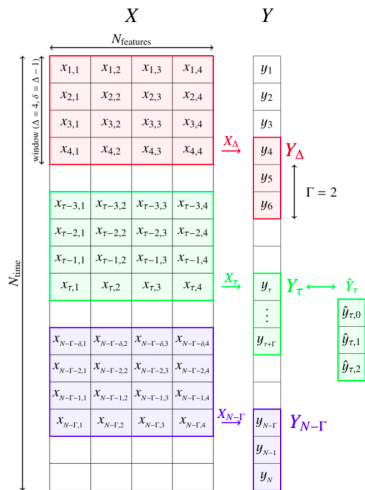 X Y
N_features
x_{1,1} x_{1,2} x_{1,3} x_{1,4} y_1
x_{2,1} x_{2,2} x_{2,3} x_{2,4} y_2
x_{3,1} x_{3,2} x_{3,3} x_{3,4} y_3
x_{4,1} x_{4,2} x_{4,3} x_{4,4} X_Δ y_4 Y_Δ
window (Δ = 4, δ = Δ − 1)
y_5
Γ = 2
y_6
x_{τ−3,1} x_{τ−3,2} x_{τ−3,3} x_{τ−3,4}
x_{τ−2,1} x_{τ−2,2} x_{τ−2,3} x_{τ−2,4}
x_{τ−1,1} x_{τ−1,2} x_{τ−1,3} x_{τ−1,4}
x_{τ,1} x_{τ,2} x_{τ,3} x_{τ,4} X_τ y_τ Y_τ Ŷ_τ
N_time
⋮ ŷ_{τ,0}
y_{τ+Γ} ŷ_{τ,1}
ŷ_{τ,2}
x_{N−Γ−δ,1} x_{N−Γ−δ,2} x_{N−Γ−δ,3} x_{N−Γ−δ,4}
x_{N−Γ−2,1} x_{N−Γ−2,2} x_{N−Γ−2,3} x_{N−Γ−2,4}
x_{N−Γ−1,1} x_{N−Γ−1,2} x_{N−Γ−1,3} x_{N−Γ−1,4}
x_{N−Γ,1} x_{N−Γ,2} x_{N−Γ,3} x_{N−Γ,4} X_{N−Γ} y_{N−Γ} Y_{N−Γ}
y_{N−1}
y_N